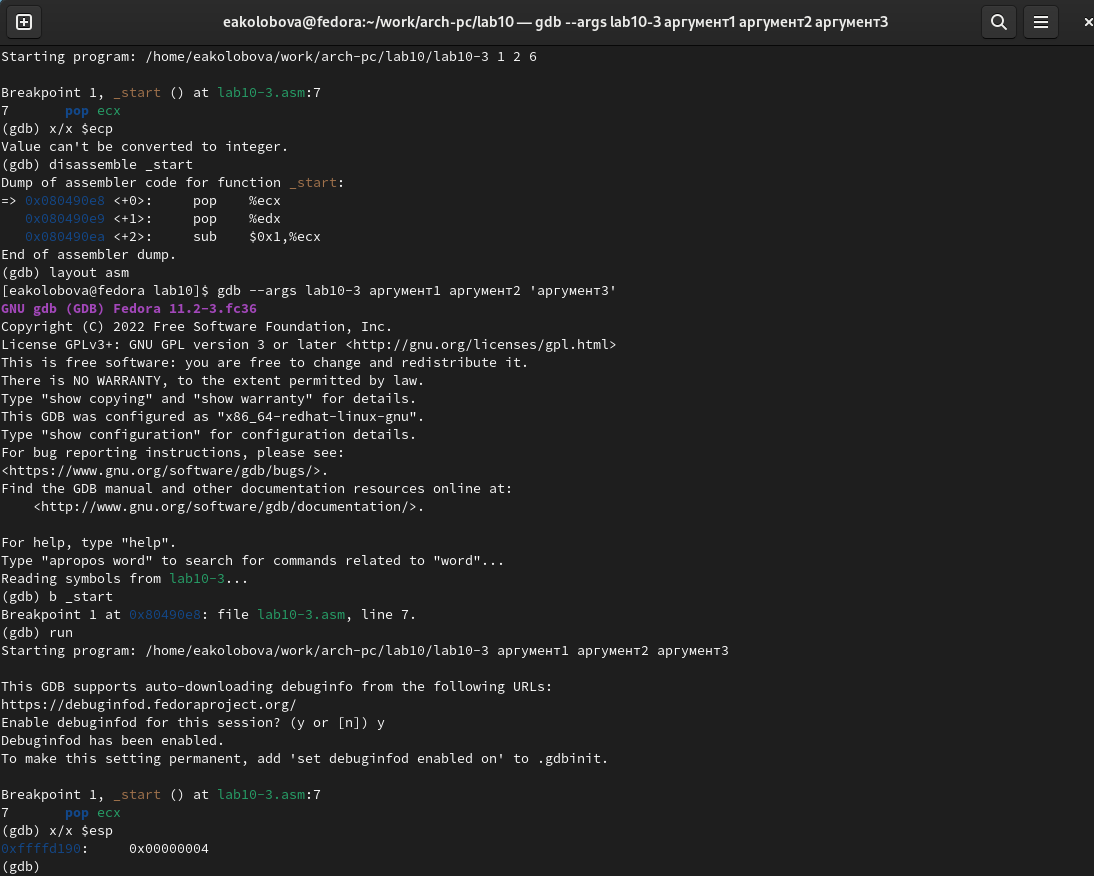 eakolobova@fedora:~/work/arch-pc/lab10 — gdb --args lab10-3 аргумент1 аргумент2 аргумент3
Starting program: /home/eakolobova/work/arch-pc/lab10/lab10-3 1 2 6
Breakpoint 1, _start () at lab10-3.asm:7
7       pop ecx
(gdb) x/x $ecp
Value can't be converted to integer.
(gdb) disassemble _start
Dump of assembler code for function _start:
=> 0x080490e8 <+0>:     pop    %ecx
   0x080490e9 <+1>:     pop    %edx
   0x080490ea <+2>:     sub    $0x1,%ecx
End of assembler dump.
(gdb) layout asm
[eakolobova@fedora lab10]$ gdb --args lab10-3 аргумент1 аргумент2 'аргумент3'
GNU gdb (GDB) Fedora 11.2-3.fc36
Copyright (C) 2022 Free Software Foundation, Inc.
License GPLv3+: GNU GPL version 3 or later <http://gnu.org/licenses/gpl.html>
This is free software: you are free to change and redistribute it.
There is NO WARRANTY, to the extent permitted by law.
Type "show copying" and "show warranty" for details.
This GDB was configured as "x86_64-redhat-linux-gnu".
Type "show configuration" for configuration details.
For bug reporting instructions, please see:
<https://www.gnu.org/software/gdb/bugs/>.
Find the GDB manual and other documentation resources online at:
    <http://www.gnu.org/software/gdb/documentation/>.
For help, type "help".
Type "apropos word" to search for commands related to "word"...
Reading symbols from lab10-3...
(gdb) b _start
Breakpoint 1 at 0x80490e8: file lab10-3.asm, line 7.
(gdb) run
Starting program: /home/eakolobova/work/arch-pc/lab10/lab10-3 аргумент1 аргумент2 аргумент3
This GDB supports auto-downloading debuginfo from the following URLs:
https://debuginfod.fedoraproject.org/
Enable debuginfod for this session? (y or [n]) y
Debuginfod has been enabled.
To make this setting permanent, add 'set debuginfod enabled on' to .gdbinit.
Breakpoint 1, _start () at lab10-3.asm:7
7       pop ecx
(gdb) x/x $esp
0xffffd190:     0x00000004
(gdb)